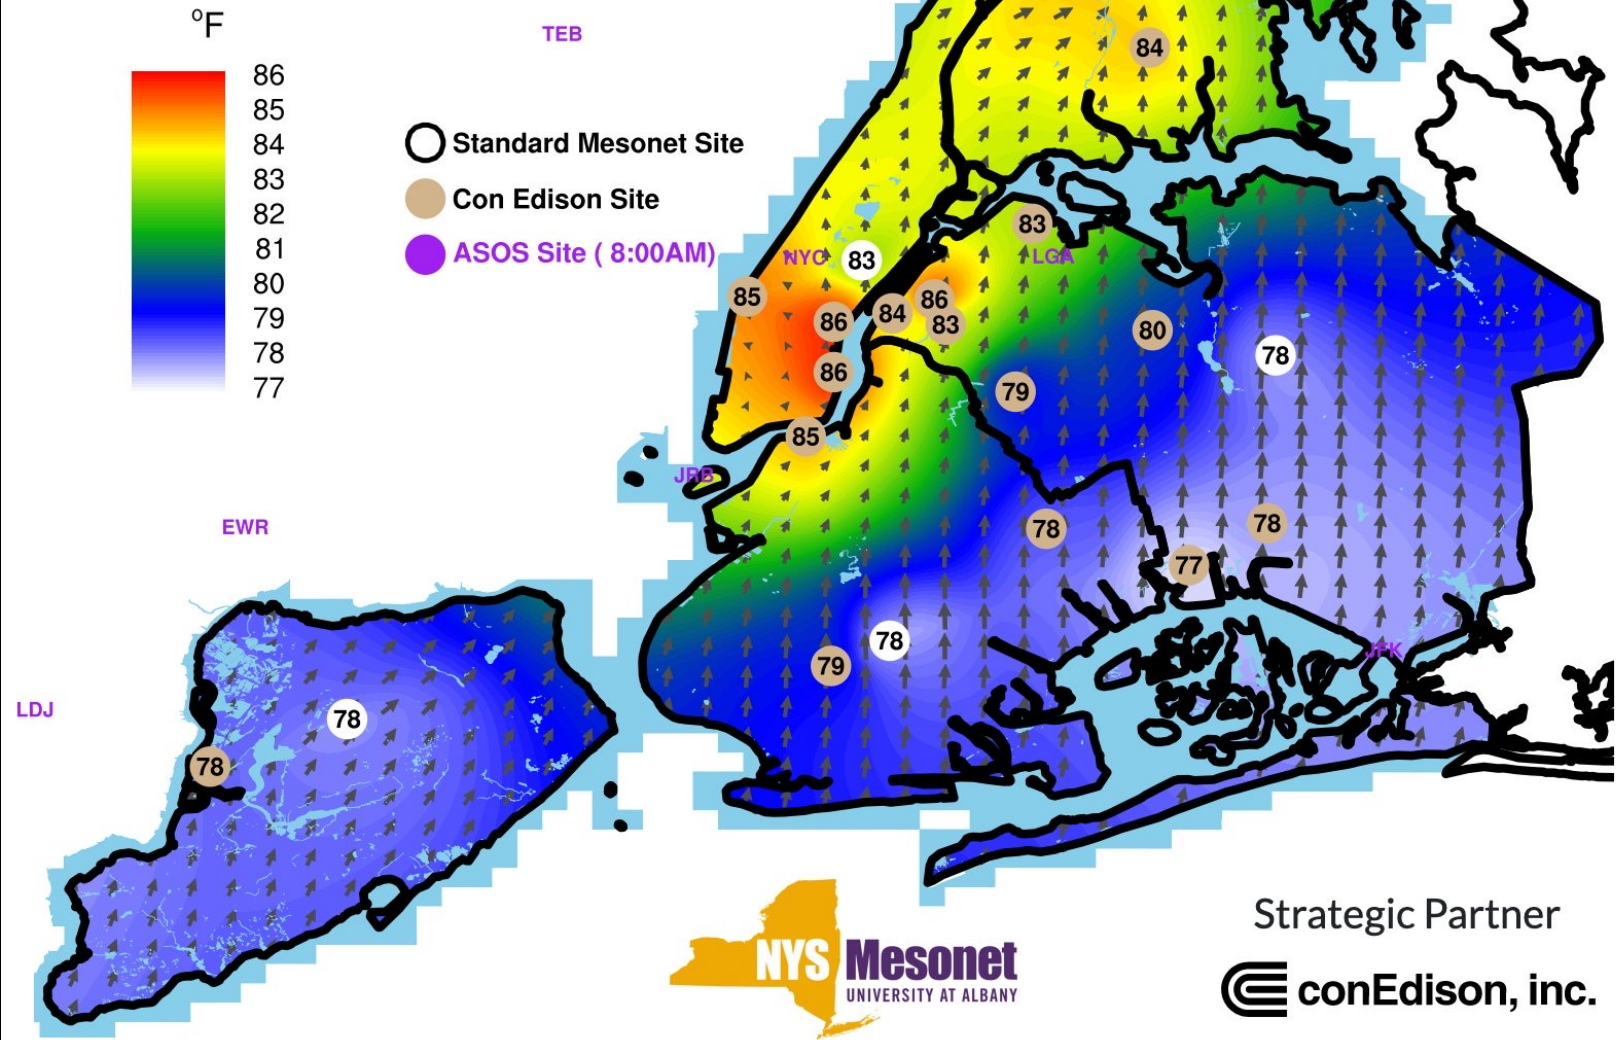 °F
86
85
84
83
82
81
80
79
78
77
Standard Mesonet Site
Con Edison Site
ASOS Site ( 8:00AM)
TEB
84
83
NYC
83
LGA
85
86
84
86
83
80
78
86
79
85
JRB
EWR
78
78
77
78
79
JFK
LDJ
78
78
NYS Mesonet
UNIVERSITY AT ALBANY
Strategic Partner
conEdison, inc.